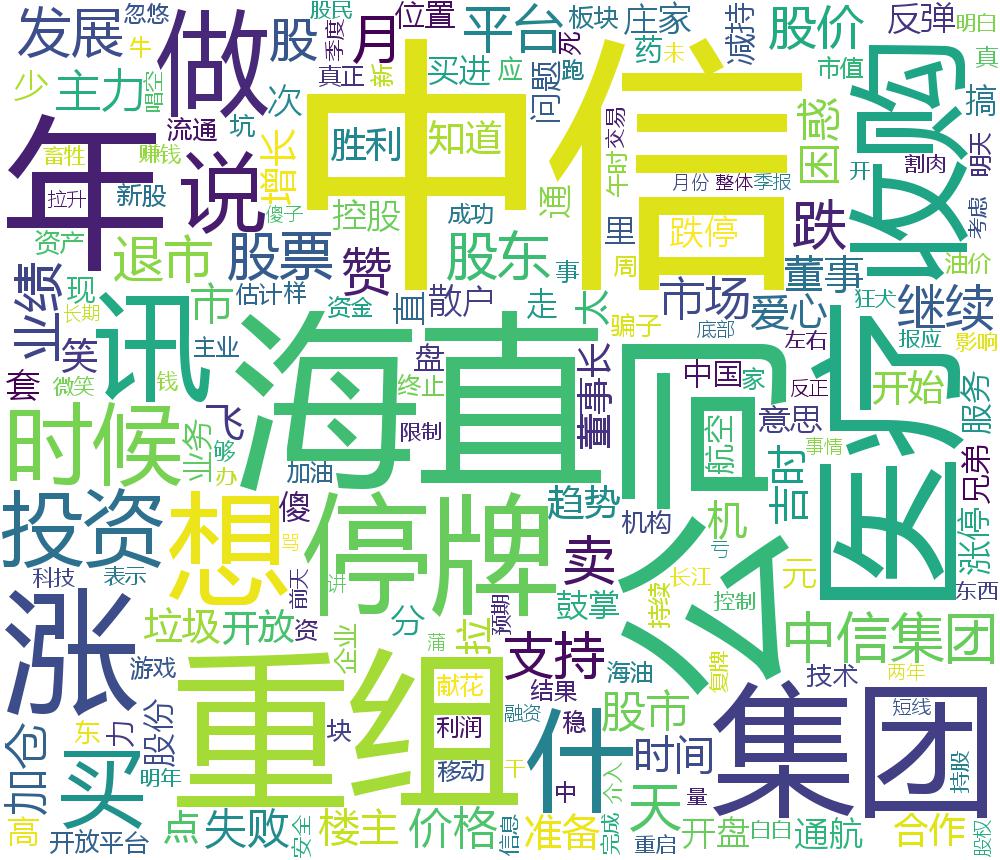 发展
忽悠
牛
少
主力
唱空
做
股
股民
季度
月
位置
平台
板块
庄家
减持
股价
反弹
明白
真
市值
搞
真正
新
买进
应
问题
药
死
跑
未
流通
坑
次
畜牲
赚钱
拉升
新股
傻子
年
说
增长
胜利
知道
中信
控股
成功
通
交易
午时
月份
整体
季报
困惑
收购
割肉
明天
开
考虑
资产
退市
股票
赞
股东
事
里
周
跌停
跌
董事
油价
业绩
现
长期
市
估计样
资金
直
散户
走
太
骗子
市场
底部
爱心
狂犬
继续
讯
笑
主业
套
微笑
钱
盘
终止
限制
海直
董事长
公司
中国
家
左右
反正
报应
影响
开始
服务
医疗
意思
事情
航空
时候
飞
业务
够
办
加油
投资
想
骂
傻
停牌
趋势
机构
机
吉时
兄弟
涨停
卖
亏
元
东西
科技
表示
前天
讲
鼓掌
持续
长江
控制
涨
垃圾
开放
资
企业
分
蒲
拉
预期
支持
海油
复牌
中信集团
技术
两年
游戏
重组
献花
结果
利润
融资
稳
移动
干
什
股市
时间
集团
短线
持股
加仓
东
力
股份
块
买
明年
中
介入
天
量
高
开放平台
点
失败
安全
楼主
价格
信息
准备
完成
重启
开盘
白白
通航
合作
股权